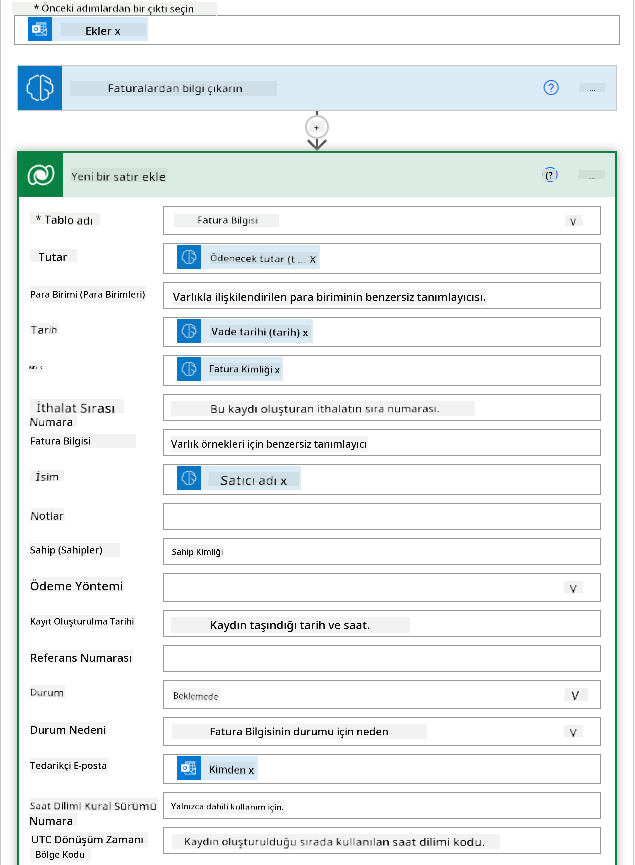 * Önceki adımlardan bir çıktı seçin
Ekler x
Faturalardan bilgi çıkarın
?
...
+
Yeni bir satır ekle
(?
...
* Tablo adı
Fatura Bilgisi
V
Tutar
Ödenecek tutar (t ... X
Para Birimi (Para Birimleri)
Varlıkla ilişkilendirilen para biriminin benzersiz tanımlayıcısı.
Tarih
Vade tarihi (tarih) x
Fatura Kimliği x
İthalat Sırası
Numara
Bu kaydı oluşturan ithalatın sıra numarası.
Fatura Bilgisi
Varlık örnekleri için benzersiz tanımlayıcı
İsim
Satıcı adı x
Notlar
Sahip (Sahipler)
Sahip Kimliği
Ödeme Yöntemi
V
Kayıt Oluşturulma Tarihi
Kaydın taşındığı tarih ve saat.
Referans Numarası
Durum
Beklemede
V
Durum Nedeni
Fatura Bilgisinin durumu için neden
V
Tedarikçi E-posta
Kimden x
Saat Dilimi Kural Sürümü
Numara
Yalnızca dahili kullanım için.
UTC Dönüşüm Zamanı
Bölge Kodu
Kaydın oluşturulduğu sırada kullanılan saat dilimi kodu.